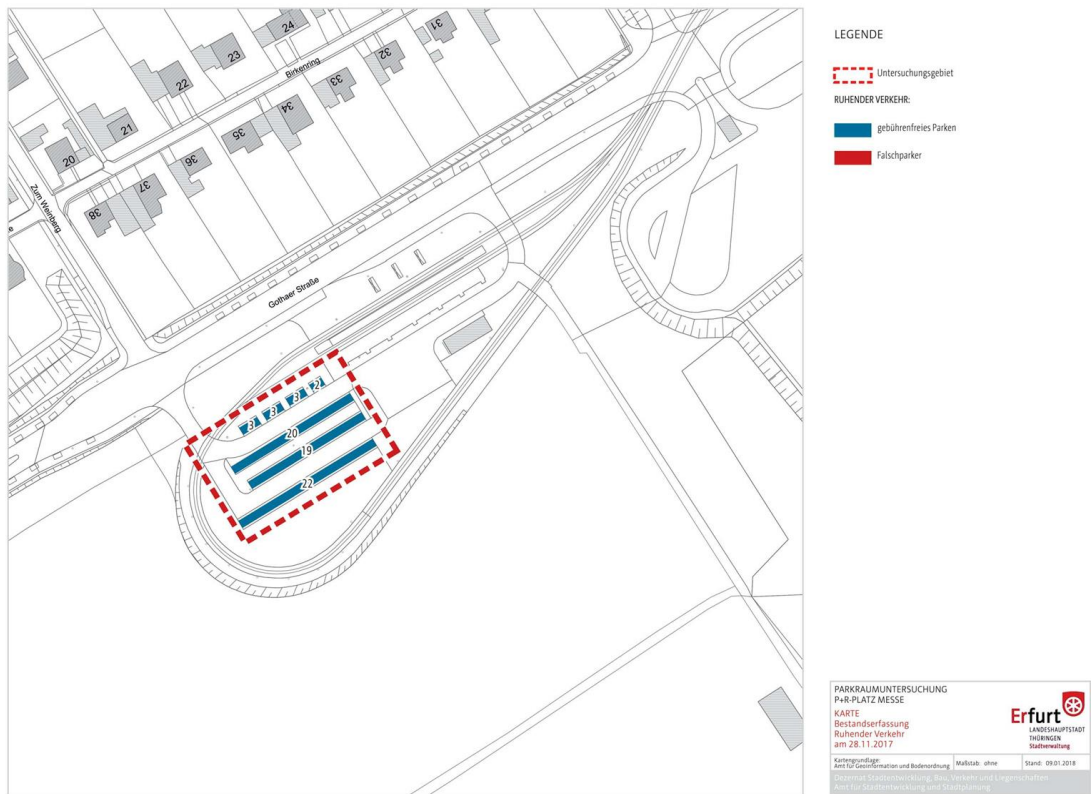 LEGENDE
Untersuchungsgebiet
RUHENDER VERKEHR:
gebührenfreies Parken
Falschparker
31
24
32
23
Birkenring
33
22
34
21
35
20
36
37
38
Zum Weinberg
e
Gothaer Straße
2
3
3
3
20
19
22
PARKRAUMUNTERSUCHUNG
P+R-PLATZ MESSE
KARTE
Bestandserfassung
Ruhender Verkehr
am 28.11.2017
Erfurt
LANDESHAUPTSTADT
THÜRINGEN
Stadtverwaltung
Kartengrundlage:
Amt für Geoinformation und Bodenordnung
Maßstab: ohne
Stand: 09.01.2018
Dezernat Stadtentwicklung, Bau, Verkehr und Liegenschaften
Amt für Stadtentwicklung und Stadtplanung